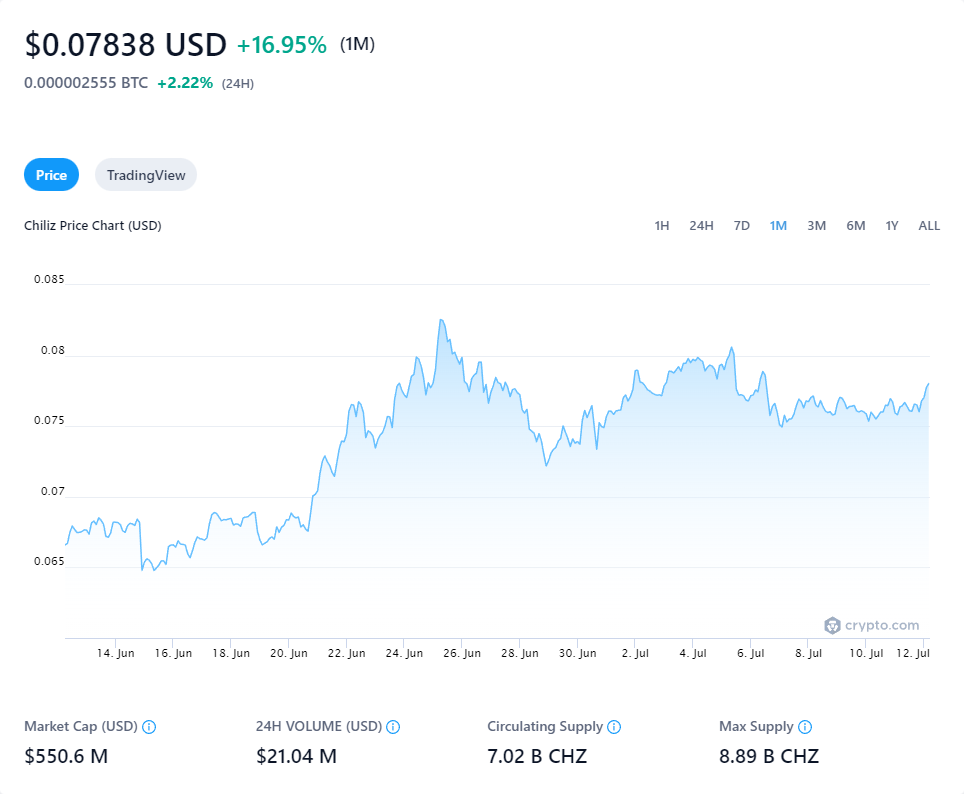 $0.07838 USD +16.95% (1M)
0.000002555 BTC +2.22% (24H)
Price TradingView
Chiliz Price Chart (USD) 1H 24H 7D 1M 3M 6M 1Y ALL
0.085
0.08
0.075
0.07
0.065
crypto.com
14. Jun 16. Jun 18. Jun 20. Jun 22. Jun 24. Jun 26. Jun 28. Jun 30. Jun 2. Jul 4. Jul 6. Jul 8. Jul 10. Jul 12. Jul
Market Cap (USD) 24H VOLUME (USD) Circulating Supply Max Supply
$550.6 M $21.04 M 7.02 B CHZ 8.89 B CHZ